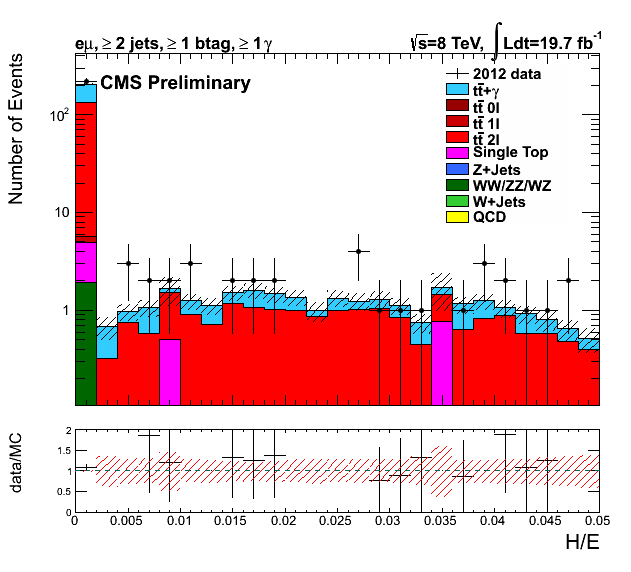 eμ, ≥ 2 jets, ≥ 1 btag, ≥ 1 γ
√s=8 TeV, ∫ Ldt=19.7 fb⁻¹
CMS Preliminary
Number of Events
10²
10
1
2012 data
tt̄+γ
tt̄ 0l
tt̄ 1l
tt̄ 2l
Single Top
Z+Jets
WW/ZZ/WZ
W+Jets
QCD
data/MC
2
1.5
1
0.5
0
0 0.005 0.01 0.015 0.02 0.025 0.03 0.035 0.04 0.045 0.05
H/E